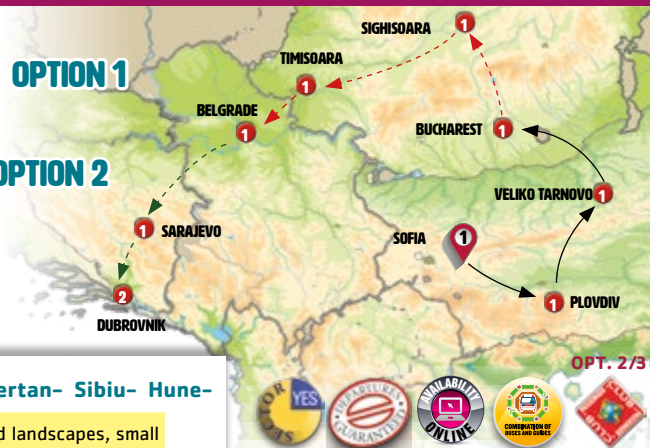 SIGHISOARA
1
TIMISOARA
1
OPTION 1
BELGRADE
1
BUCHAREST
1
OPTION 2
VELIKO TARNOVO
1
SARAJEVO
1
SOFIA
1
PLOVDIV
1
DUBROVNIK
2
OPT. 2/3
ertan– Sibiu– Hune-
d landscapes, small
YES
DEPARTURES
GUARANTEED
AVAILABILITY
ONLINE
COMBINATION OF
BUSES AND GUIDES